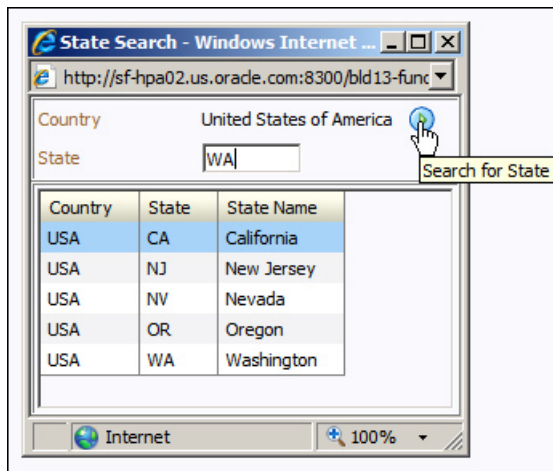 State Search - Windows Internet ...
http://sf-hpa02.us.oracle.com:8300/bld13-func
Country United States of America
State WA
Search for State
Country State State Name
USA CA California
USA NJ New Jersey
USA NV Nevada
USA OR Oregon
USA WA Washington
Internet 100%